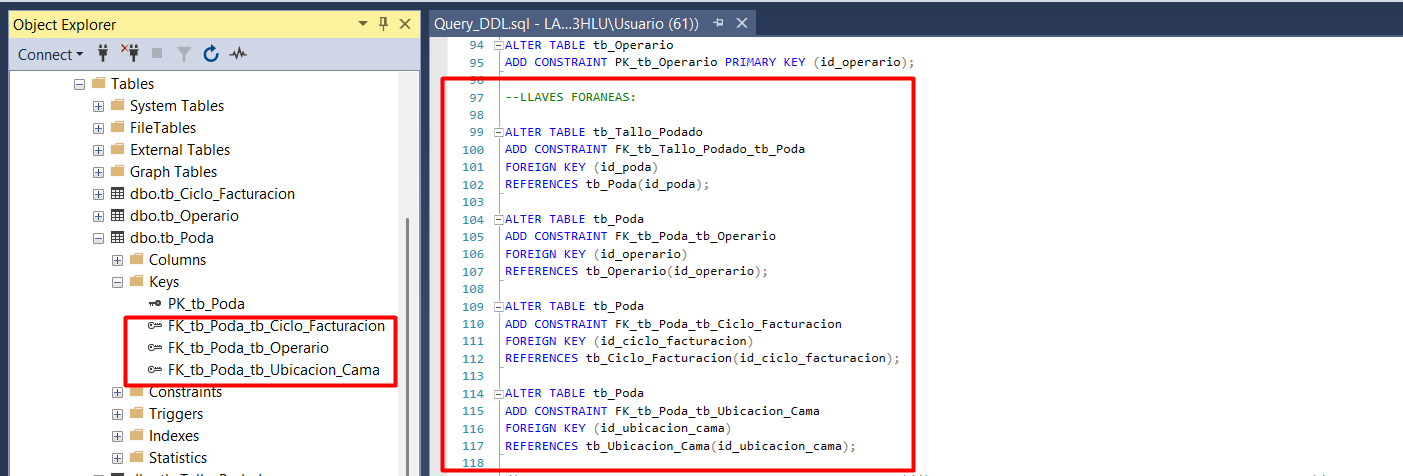 Object Explorer
Connect
Tables
System Tables
FileTables
External Tables
Graph Tables
dbo.tb_Ciclo_Facturacion
dbo.tb_Operario
dbo.tb_Poda
Columns
Keys
PK_tb_Poda
FK_tb_Poda_tb_Ciclo_Facturacion
FK_tb_Poda_tb_Operario
FK_tb_Poda_tb_Ubicacion_Cama
Constraints
Triggers
Indexes
Statistics
Query_DDL.sql - LA...3HLU\Usuario (61))
94 ALTER TABLE tb_Operario
95 ADD CONSTRAINT PK_tb_Operario PRIMARY KEY (id_operario);
96
97 --LLAVES FORANEAS:
98
99 ALTER TABLE tb_Tallo_Podado
100 ADD CONSTRAINT FK_tb_Tallo_Podado_tb_Poda
101 FOREIGN KEY (id_poda)
102 REFERENCES tb_Poda(id_poda);
103
104 ALTER TABLE tb_Poda
105 ADD CONSTRAINT FK_tb_Poda_tb_Operario
106 FOREIGN KEY (id_operario)
107 REFERENCES tb_Operario(id_operario);
108
109 ALTER TABLE tb_Poda
110 ADD CONSTRAINT FK_tb_Poda_tb_Ciclo_Facturacion
111 FOREIGN KEY (id_ciclo_facturacion)
112 REFERENCES tb_Ciclo_Facturacion(id_ciclo_facturacion);
113
114 ALTER TABLE tb_Poda
115 ADD CONSTRAINT FK_tb_Poda_tb_Ubicacion_Cama
116 FOREIGN KEY (id_ubicacion_cama)
117 REFERENCES tb_Ubicacion_Cama(id_ubicacion_cama);
118